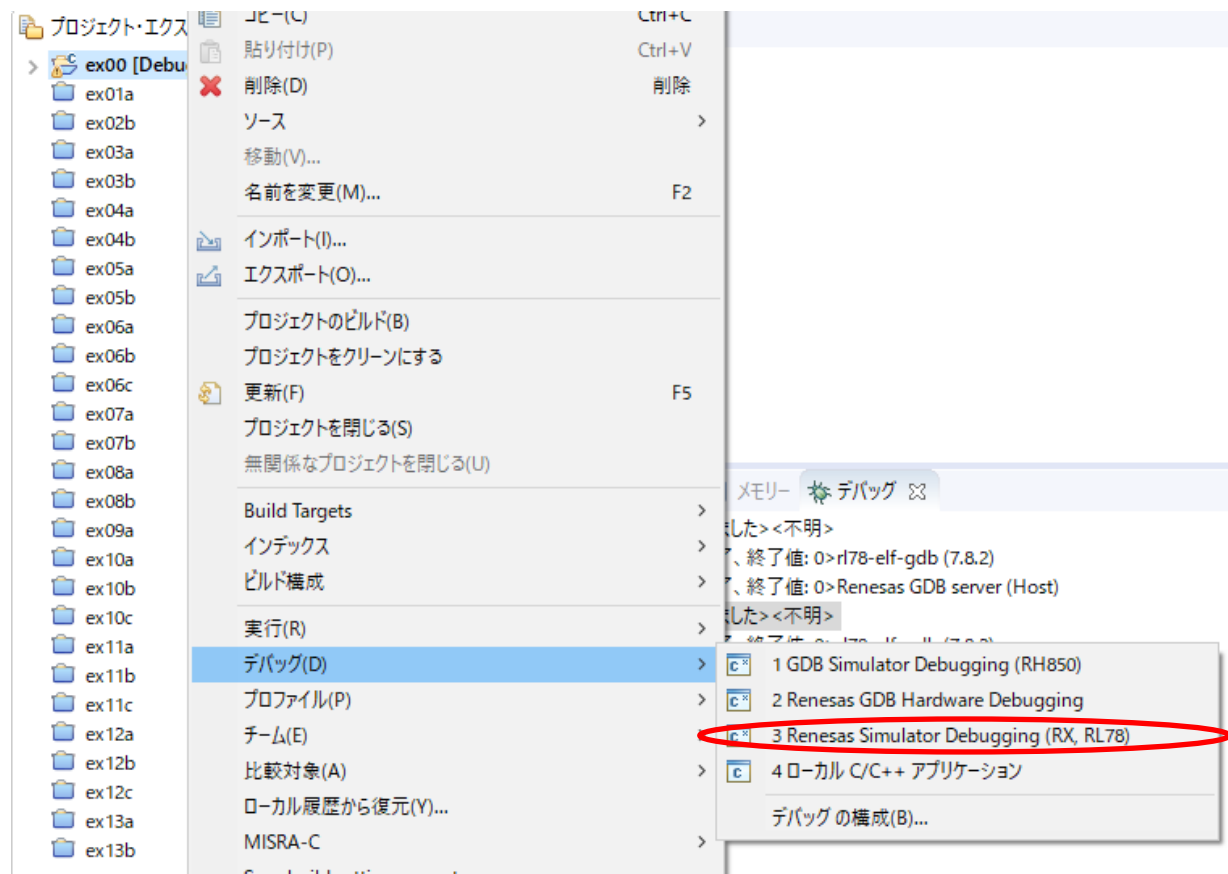 プロジェクト・エクス
ex00 [Debu
ex01a
ex02b
ex03a
ex03b
ex04a
ex04b
ex05a
ex05b
ex06a
ex06b
ex06c
ex07a
ex07b
ex08a
ex08b
ex09a
ex10a
ex10b
ex10c
ex11a
ex11b
ex11c
ex12a
ex12b
ex12c
ex13a
ex13b
コピー(C) Ctrl+C
貼り付け(P) Ctrl+V
削除(D) 削除
ソース
移動(V)...
名前を変更(M)... F2
インポート(I)...
エクスポート(O)...
プロジェクトのビルド(B)
プロジェクトをクリーンにする
更新(F) F5
プロジェクトを閉じる(S)
無関係なプロジェクトを閉じる(U)
Build Targets
インデックス
ビルド構成
実行(R)
デバッグ(D)
プロファイル(P)
チーム(E)
比較対象(A)
ローカル履歴から復元(Y)...
MISRA-C
メモリー デバッグ
した><不明>
、終了値: 0>rl78-elf-gdb (7.8.2)
、終了値: 0>Renesas GDB server (Host)
ました><不明>
1 GDB Simulator Debugging (RH850)
2 Renesas GDB Hardware Debugging
3 Renesas Simulator Debugging (RX, RL78)
4 ローカル C/C++ アプリケーション
デバッグ の構成(B)...